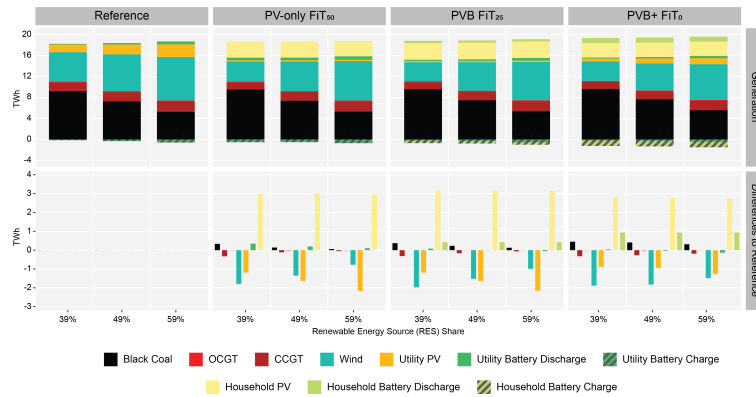 Reference
PV-only FiT₅₀
PVB FiT₂₅
PVB+ FiT₀
20
16
12
8
4
0
-4
TWh
Generation
4
3
2
1
0
-1
-2
-3
TWh
Differences to Reference
39% 49% 59% 39% 49% 59% 39% 49% 59% 39% 49% 59%
Renewable Energy Source (RES) Share
Black Coal OCGT CCGT Wind Utility PV Utility Battery Discharge Utility Battery Charge
Household PV Household Battery Discharge Household Battery Charge